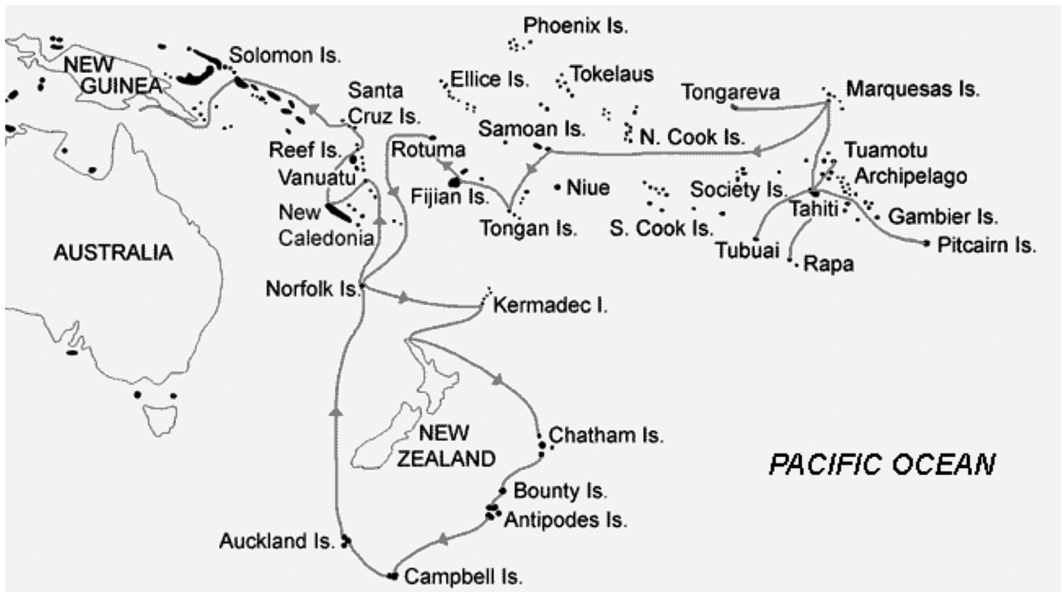 Phoenix Is.
Solomon Is.
NEW
GUINEA
Ellice Is.
Tokelaus
Santa
Cruz Is.
Tongareva
Marquesas Is.
Samoan Is.
N. Cook Is.
Reef Is.
Rotuma
Tuamotu
Archipelago
Vanuatu
Fijian Is.
Niue
Society Is.
New
Caledonia
Tongan Is.
S. Cook Is.
Tahiti
Gambier Is.
AUSTRALIA
Tubuai
Rapa
Pitcairn Is.
Norfolk Is.
Kermadec I.
NEW
ZEALAND
Chatham Is.
PACIFIC OCEAN
Bounty Is.
Antipodes Is.
Auckland Is.
Campbell Is.